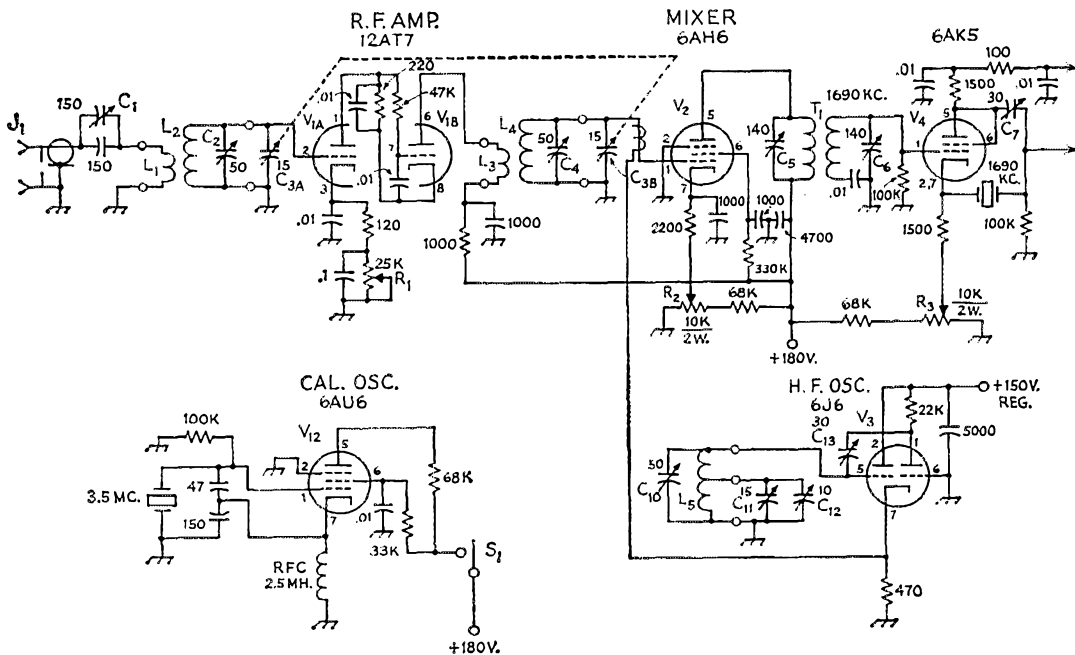 R.F. AMP.
12AT7
MIXER
6AH6
6AK5
220
100
.01
1500
.01
150
C1
J1
150
L1
L2
C2
50
15
C3A
V1A
.01
1
2
3
47K
6
V1B
7
.01
8
L3
L4
50
C4
15
C3B
V2
5
2
1
6
7
140
C5
T1
1690 KC.
140
C6
.01
100K
V4
5
1
6
2,7
30
C7
1690 KC.
100K
.01
120
.1
25K
R1
1000
1000
2200
1000
1000
4700
330K
1500
R2
68K
10K
2W.
68K
R3
10K
2W.
+180V.
CAL. OSC.
6AU6
100K
3.5 MC.
47
150
V12
5
2
1
6
7
.01
68K
33K
RFC
2.5MH.
S1
+180V.
H.F. OSC.
6J6
30
C13
V3
22K
+150V.
REG.
5000
2
1
5
6
7
50
C10
L5
15
C11
10
C12
470